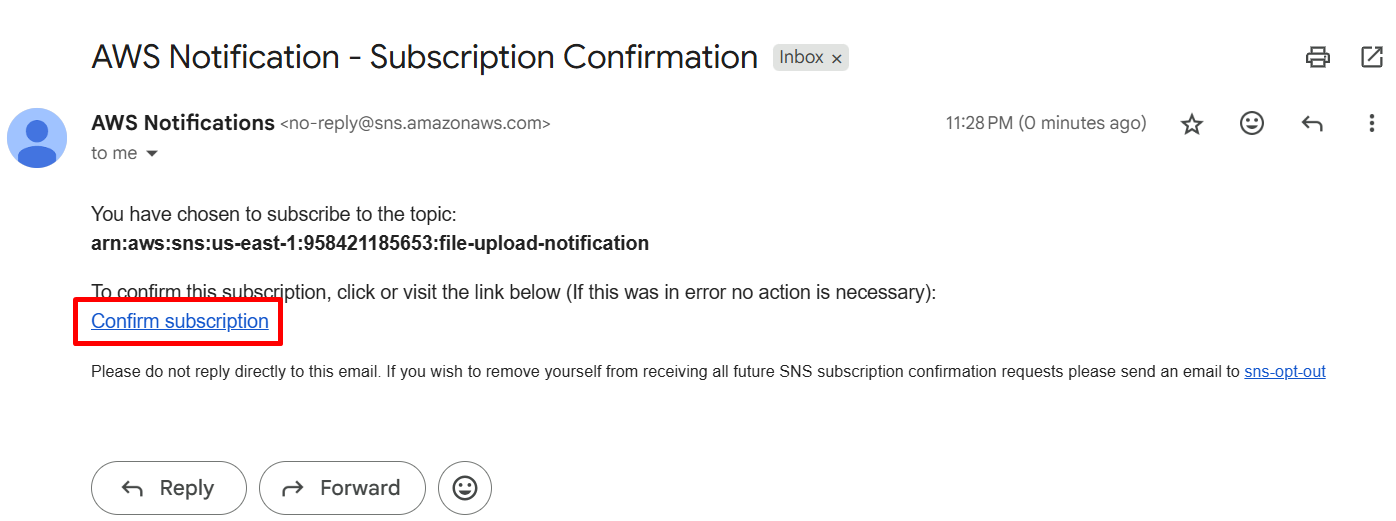 AWS Notification - Subscription Confirmation Inbox ×
AWS Notifications <no-reply@sns.amazonaws.com> 11:28 PM (0 minutes ago)
to me
You have chosen to subscribe to the topic:
arn:aws:sns:us-east-1:958421185653:file-upload-notification
To confirm this subscription, click or visit the link below (If this was in error no action is necessary):
Confirm subscription
Please do not reply directly to this email. If you wish to remove yourself from receiving all future SNS subscription confirmation requests please send an email to sns-opt-out
Reply Forward